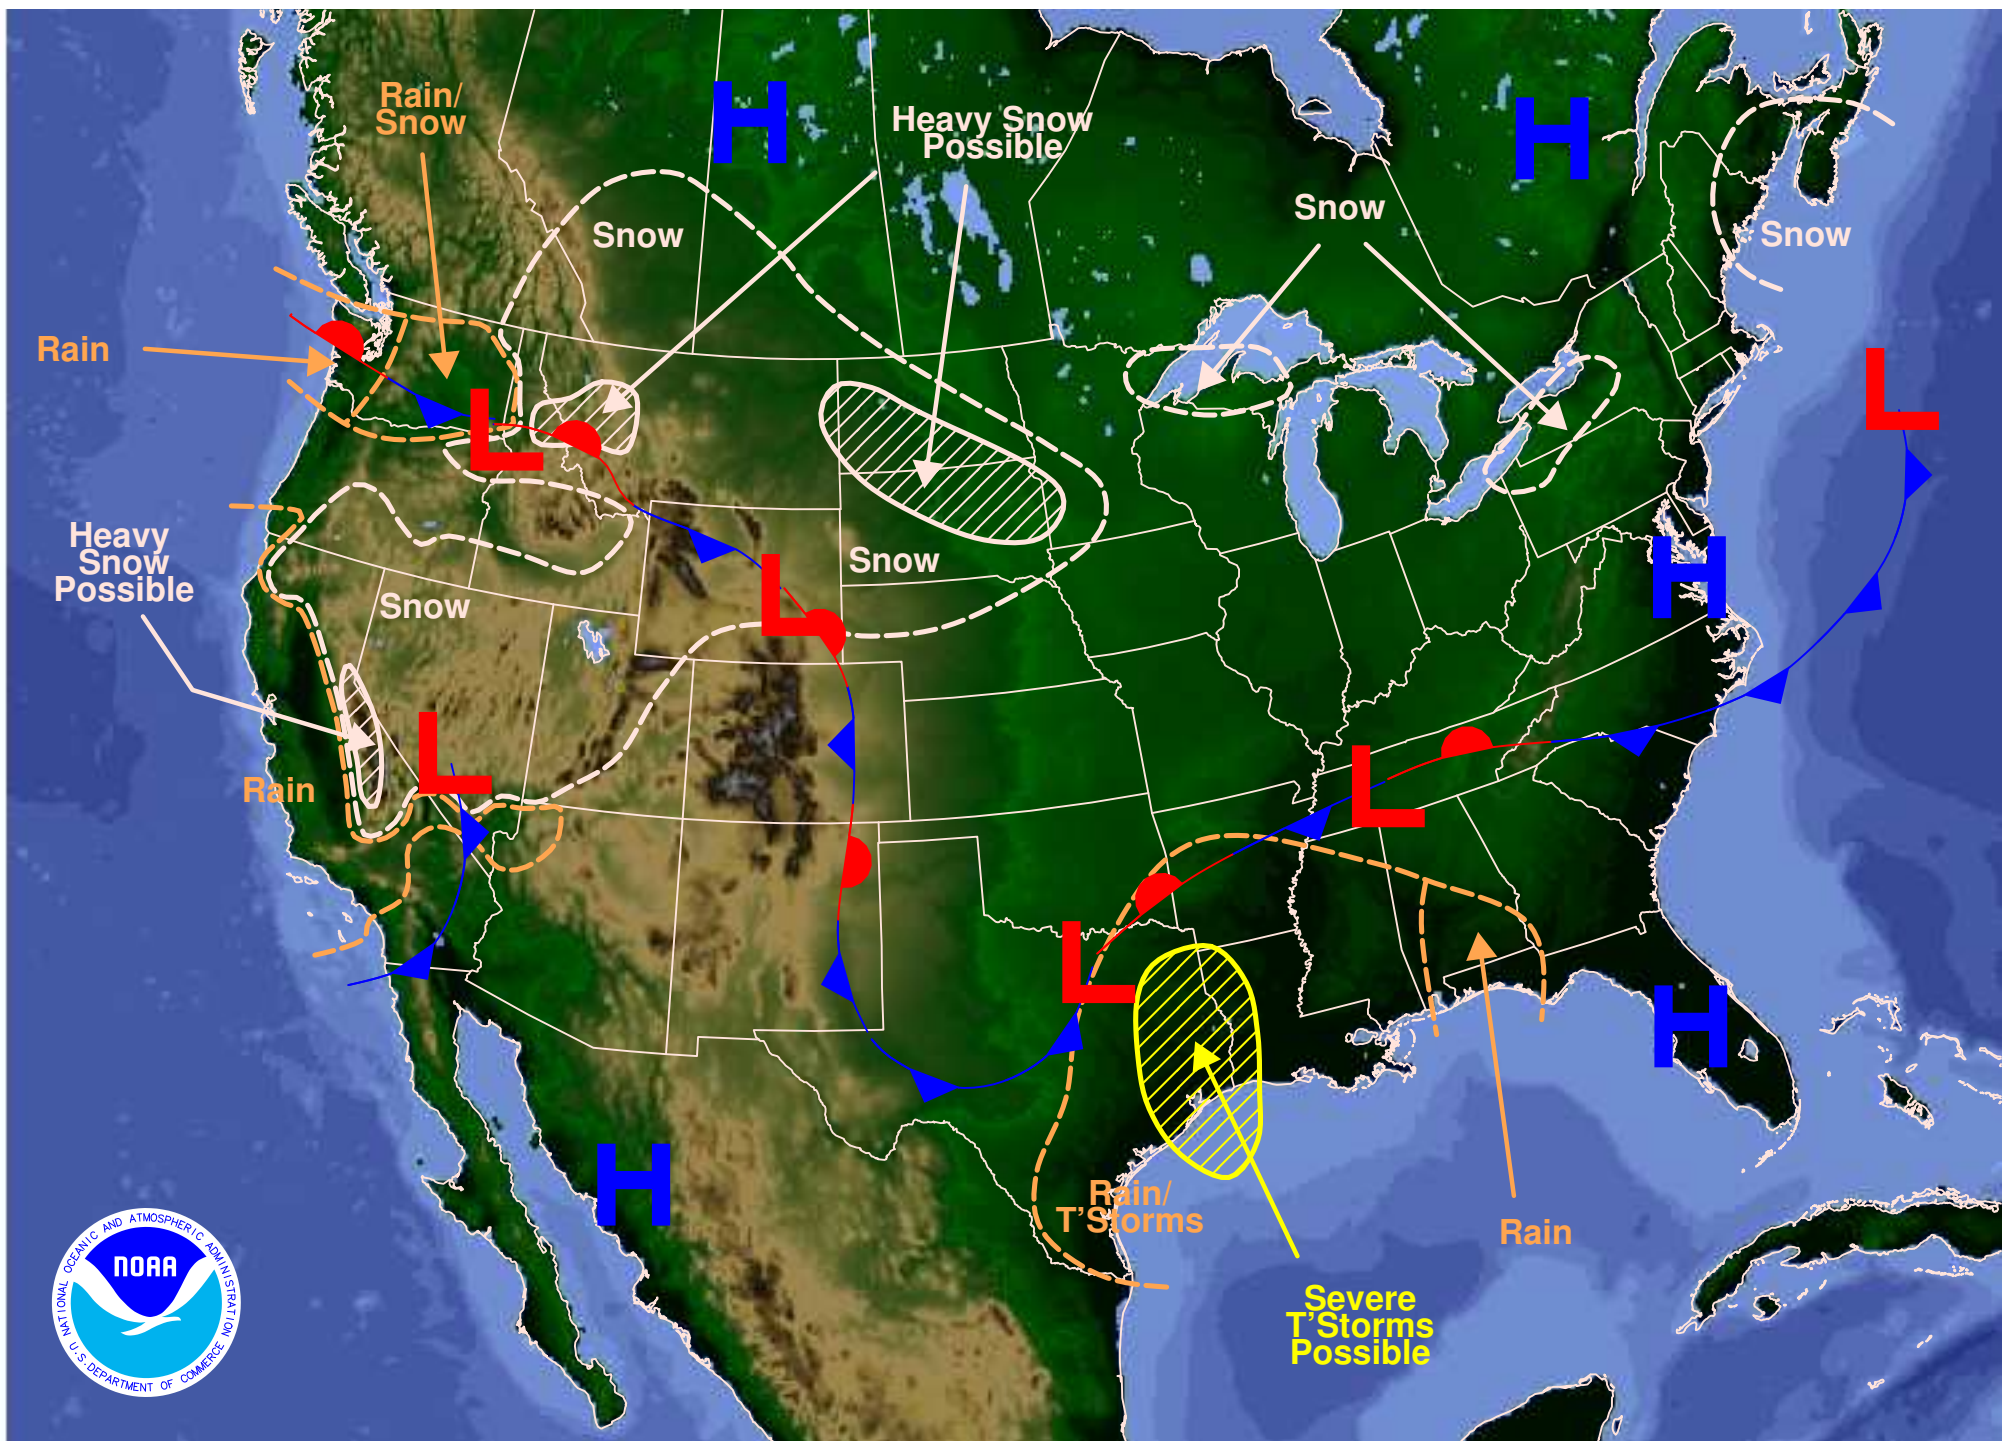 Rain/
Snow
H
Heavy Snow
Possible
H
Snow
Snow
Snow
Rain
L
L
Heavy
Snow
Possible
Snow
Snow
L
H
L
Rain
L
L
H
H
Rain/
T'Storms
Rain
Severe
T'Storms
Possible
NATIONAL OCEANIC AND ATMOSPHERIC ADMINISTRATION
NOAA
U.S. DEPARTMENT OF COMMERCE